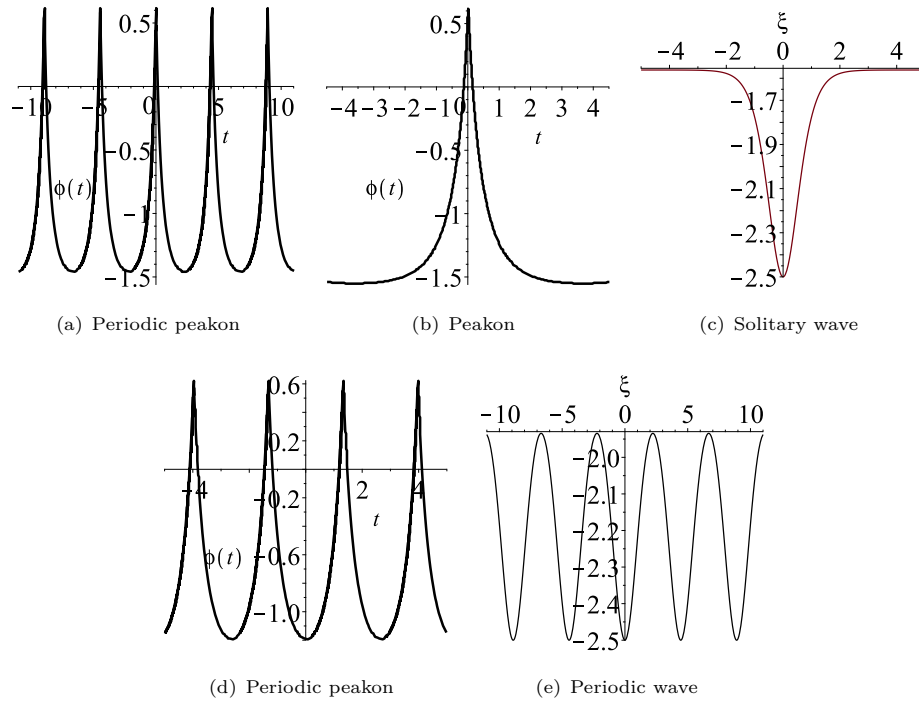 0.5
−10 −5 0 5 10
t
−0.5
ϕ(t)
−1
−1.5
(a) Periodic peakon
0.5
−4 −3 −2 −1 0 1 2 3 4
t
−0.5
ϕ(t)
−1
−1.5
(b) Peakon
ξ
−4 −2 0 2 4
−1.7
−1.9
−2.1
−2.3
−2.5
(c) Solitary wave
0.6
0.2
−4 2 4
−0.2
t
ϕ(t)
−0.6
−1.0
(d) Periodic peakon
ξ
−10 −5 0 5 10
−2.0
−2.1
−2.2
−2.3
−2.4
−2.5
(e) Periodic wave